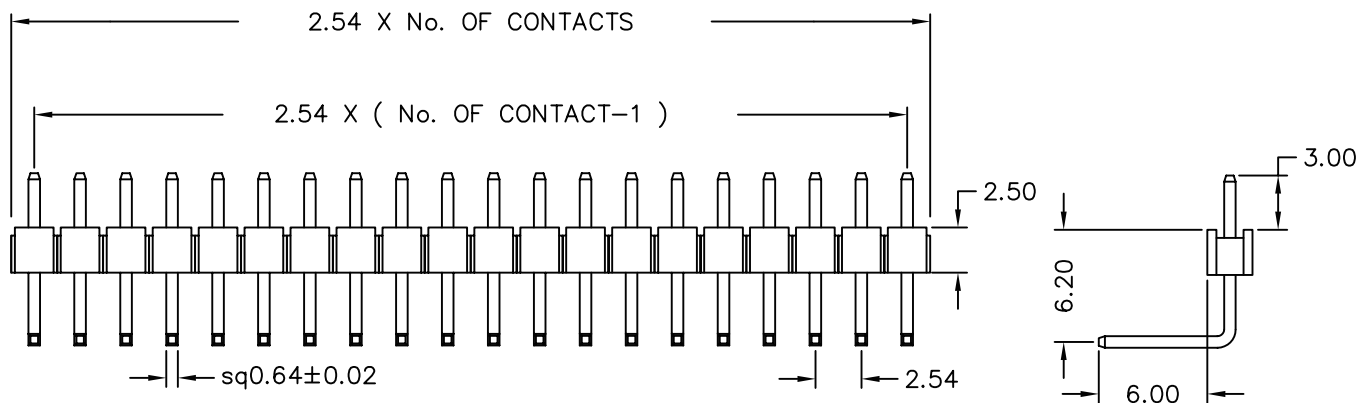 2.54 X No. OF CONTACTS
2.54 X ( No. OF CONTACT-1 )
3.00
2.50
6.20
sq0.64±0.02
2.54
6.00